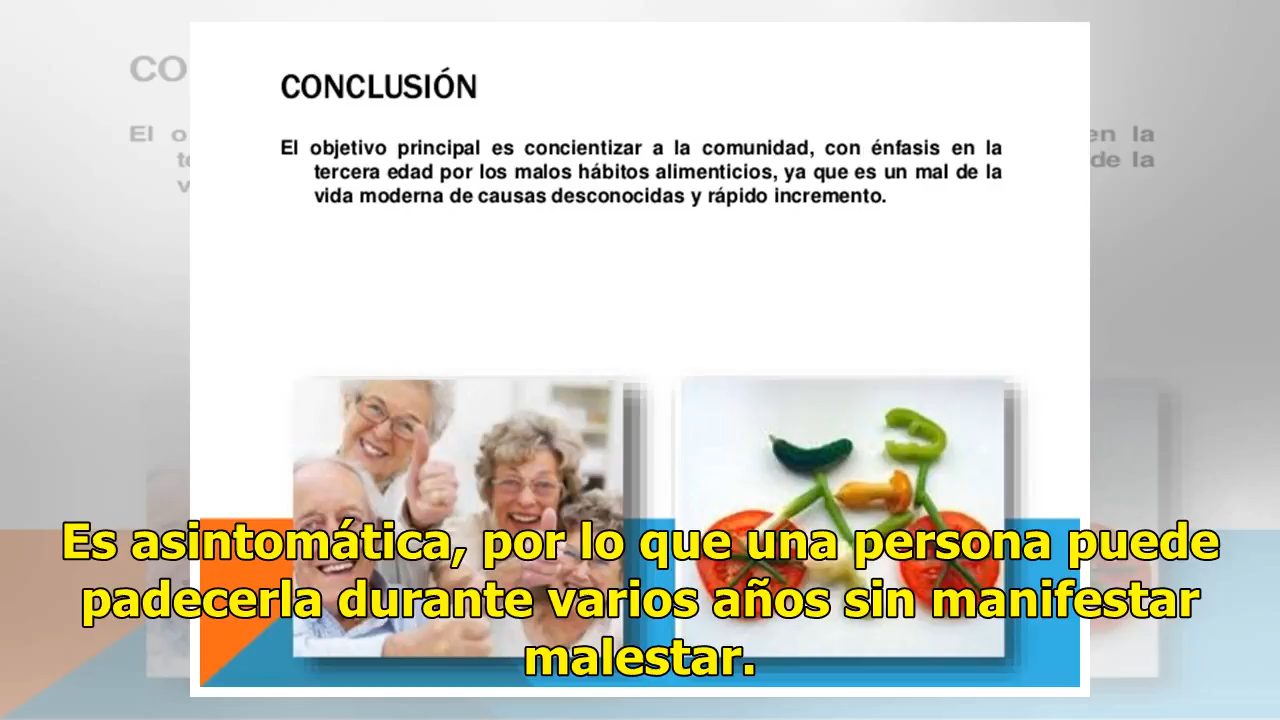 CONCLUSIÓN
El objetivo principal es concientizar a la comunidad, con énfasis en la
tercera edad por los malos hábitos alimenticios, ya que es un mal de la
vida moderna de causas desconocidas y rápido incremento.
Es asintomática, por lo que una persona puede
padecerla durante varios años sin manifestar
malestar.